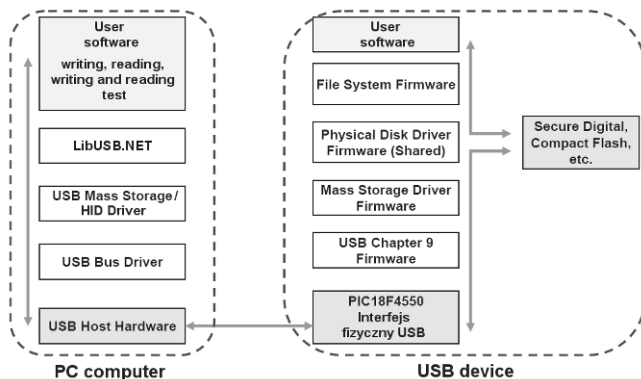 User
software
writing, reading,
writing and reading
test
LibUSB.NET
USB Mass Storage/
HID Driver
USB Bus Driver
USB Host Hardware
PC computer
User
software
File System Firmware
Physical Disk Driver
Firmware (Shared)
Mass Storage Driver
Firmware
USB Chapter 9
Firmware
PIC18F4550
Interfejs
fizyczny USB
Secure Digital,
Compact Flash,
etc.
USB device